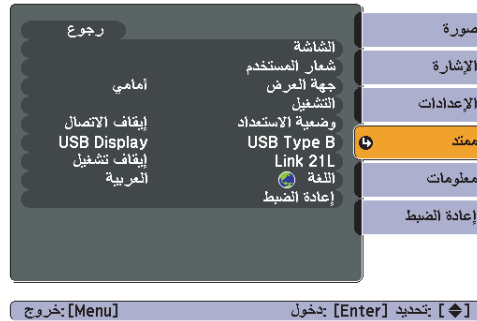 صورة
الإشارة
الإعدادات
ممتد
معلومات
إعادة الضبط
رجوع
الشاشة
شعار المستخدم
جهة العرض أمامي
التشغيل
وضعية الاستعداد إيقاف الاتصال
USB Type B USB Display
Link 21L إيقاف تشغيل
اللغة العربية
إعادة الضبط
[ ] :تحديد [Enter] :دخول [Menu] :خروج